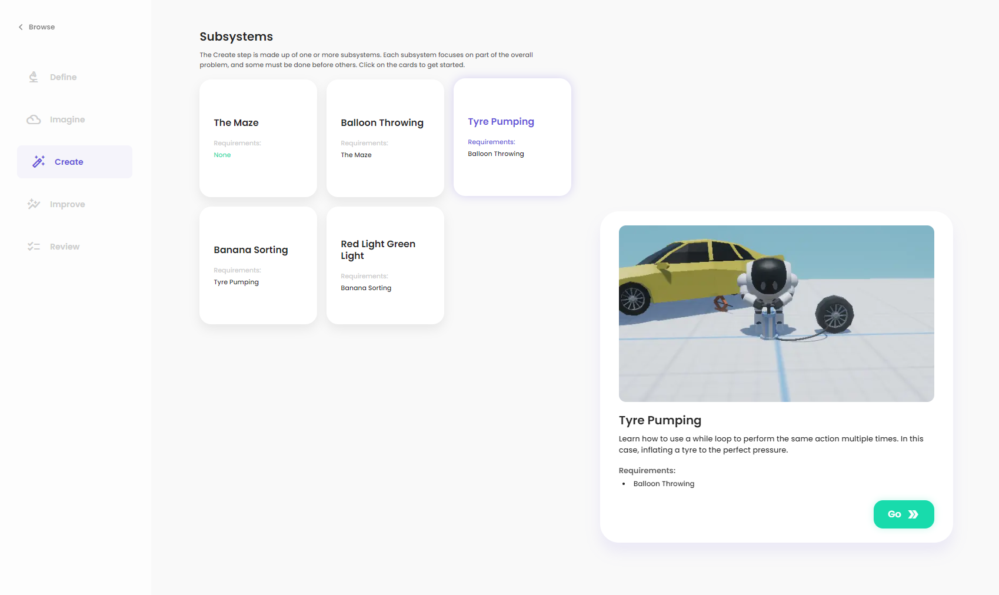 Browse
Define
Imagine
Create
Improve
Review
Subsystems
The Create step is made up of one or more subsystems. Each subsystem focuses on part of the overall
problem, and some must be done before others. Click on the cards to get started.
The Maze
Requirements:
None
Balloon Throwing
Requirements:
The Maze
Tyre Pumping
Requirements:
Balloon Throwing
Banana Sorting
Requirements:
Tyre Pumping
Red Light Green
Light
Requirements:
Banana Sorting
Tyre Pumping
Learn how to use a while loop to perform the same action multiple times. In this
case, inflating a tyre to the perfect pressure.
Requirements:
• Balloon Throwing
Go